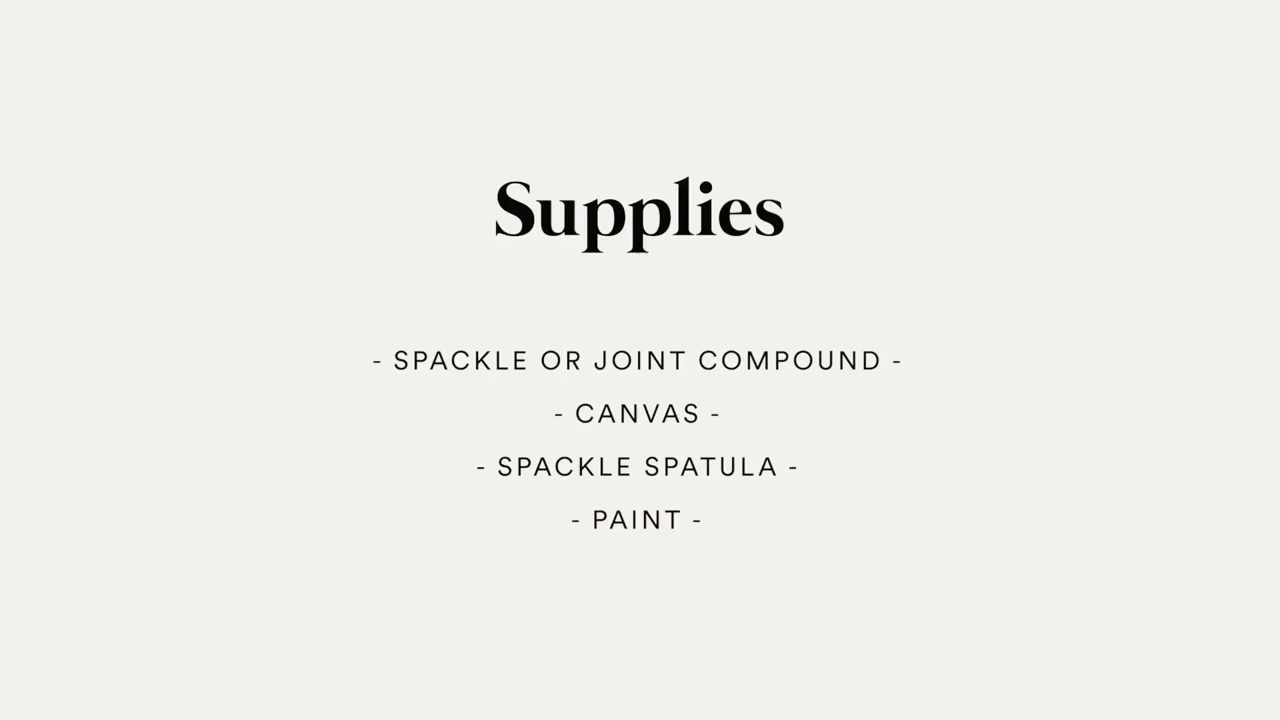 Supplies
- SPACKLE OR JOINT COMPOUND -
- CANVAS -
- SPACKLE SPATULA -
- PAINT -